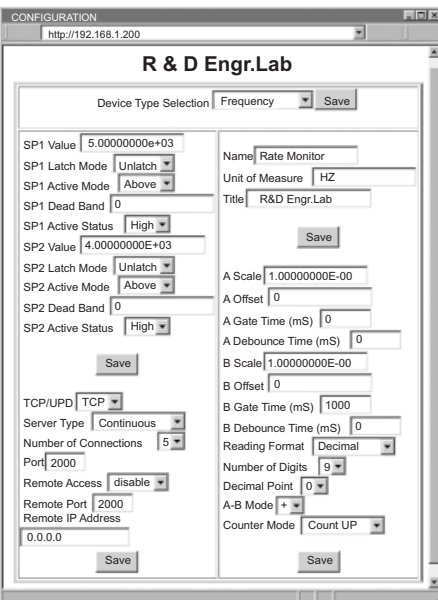 CONFIGURATION
http://192.168.1.200
R & D Engr.Lab
Device Type Selection Frequency Save
SP1 Value 5.00000000e+03
SP1 Latch Mode Unlatch
SP1 Active Mode Above
SP1 Dead Band 0
SP1 Active Status High
SP2 Value 4.00000000E+03
SP2 Latch Mode Unlatch
SP2 Active Mode Above
SP2 Dead Band 0
SP2 Active Status High
Save
TCP/UPD TCP
Server Type Continuous
Number of Connections 5
Port 2000
Remote Access disable
Remote Port 2000
Remote IP Address
0.0.0.0
Save
Name Rate Monitor
Unit of Measure HZ
Title R&D Engr.Lab
Save
A Scale 1.00000000E-00
A Offset 0
A Gate Time (mS) 0
A Debounce Time (mS) 0
B Scale 1.00000000E-00
B Offset 0
B Gate Time (mS) 1000
B Debounce Time (mS) 0
Reading Format Decimal
Number of Digits 9
Decimal Point 0
A-B Mode +
Counter Mode Count UP
Save